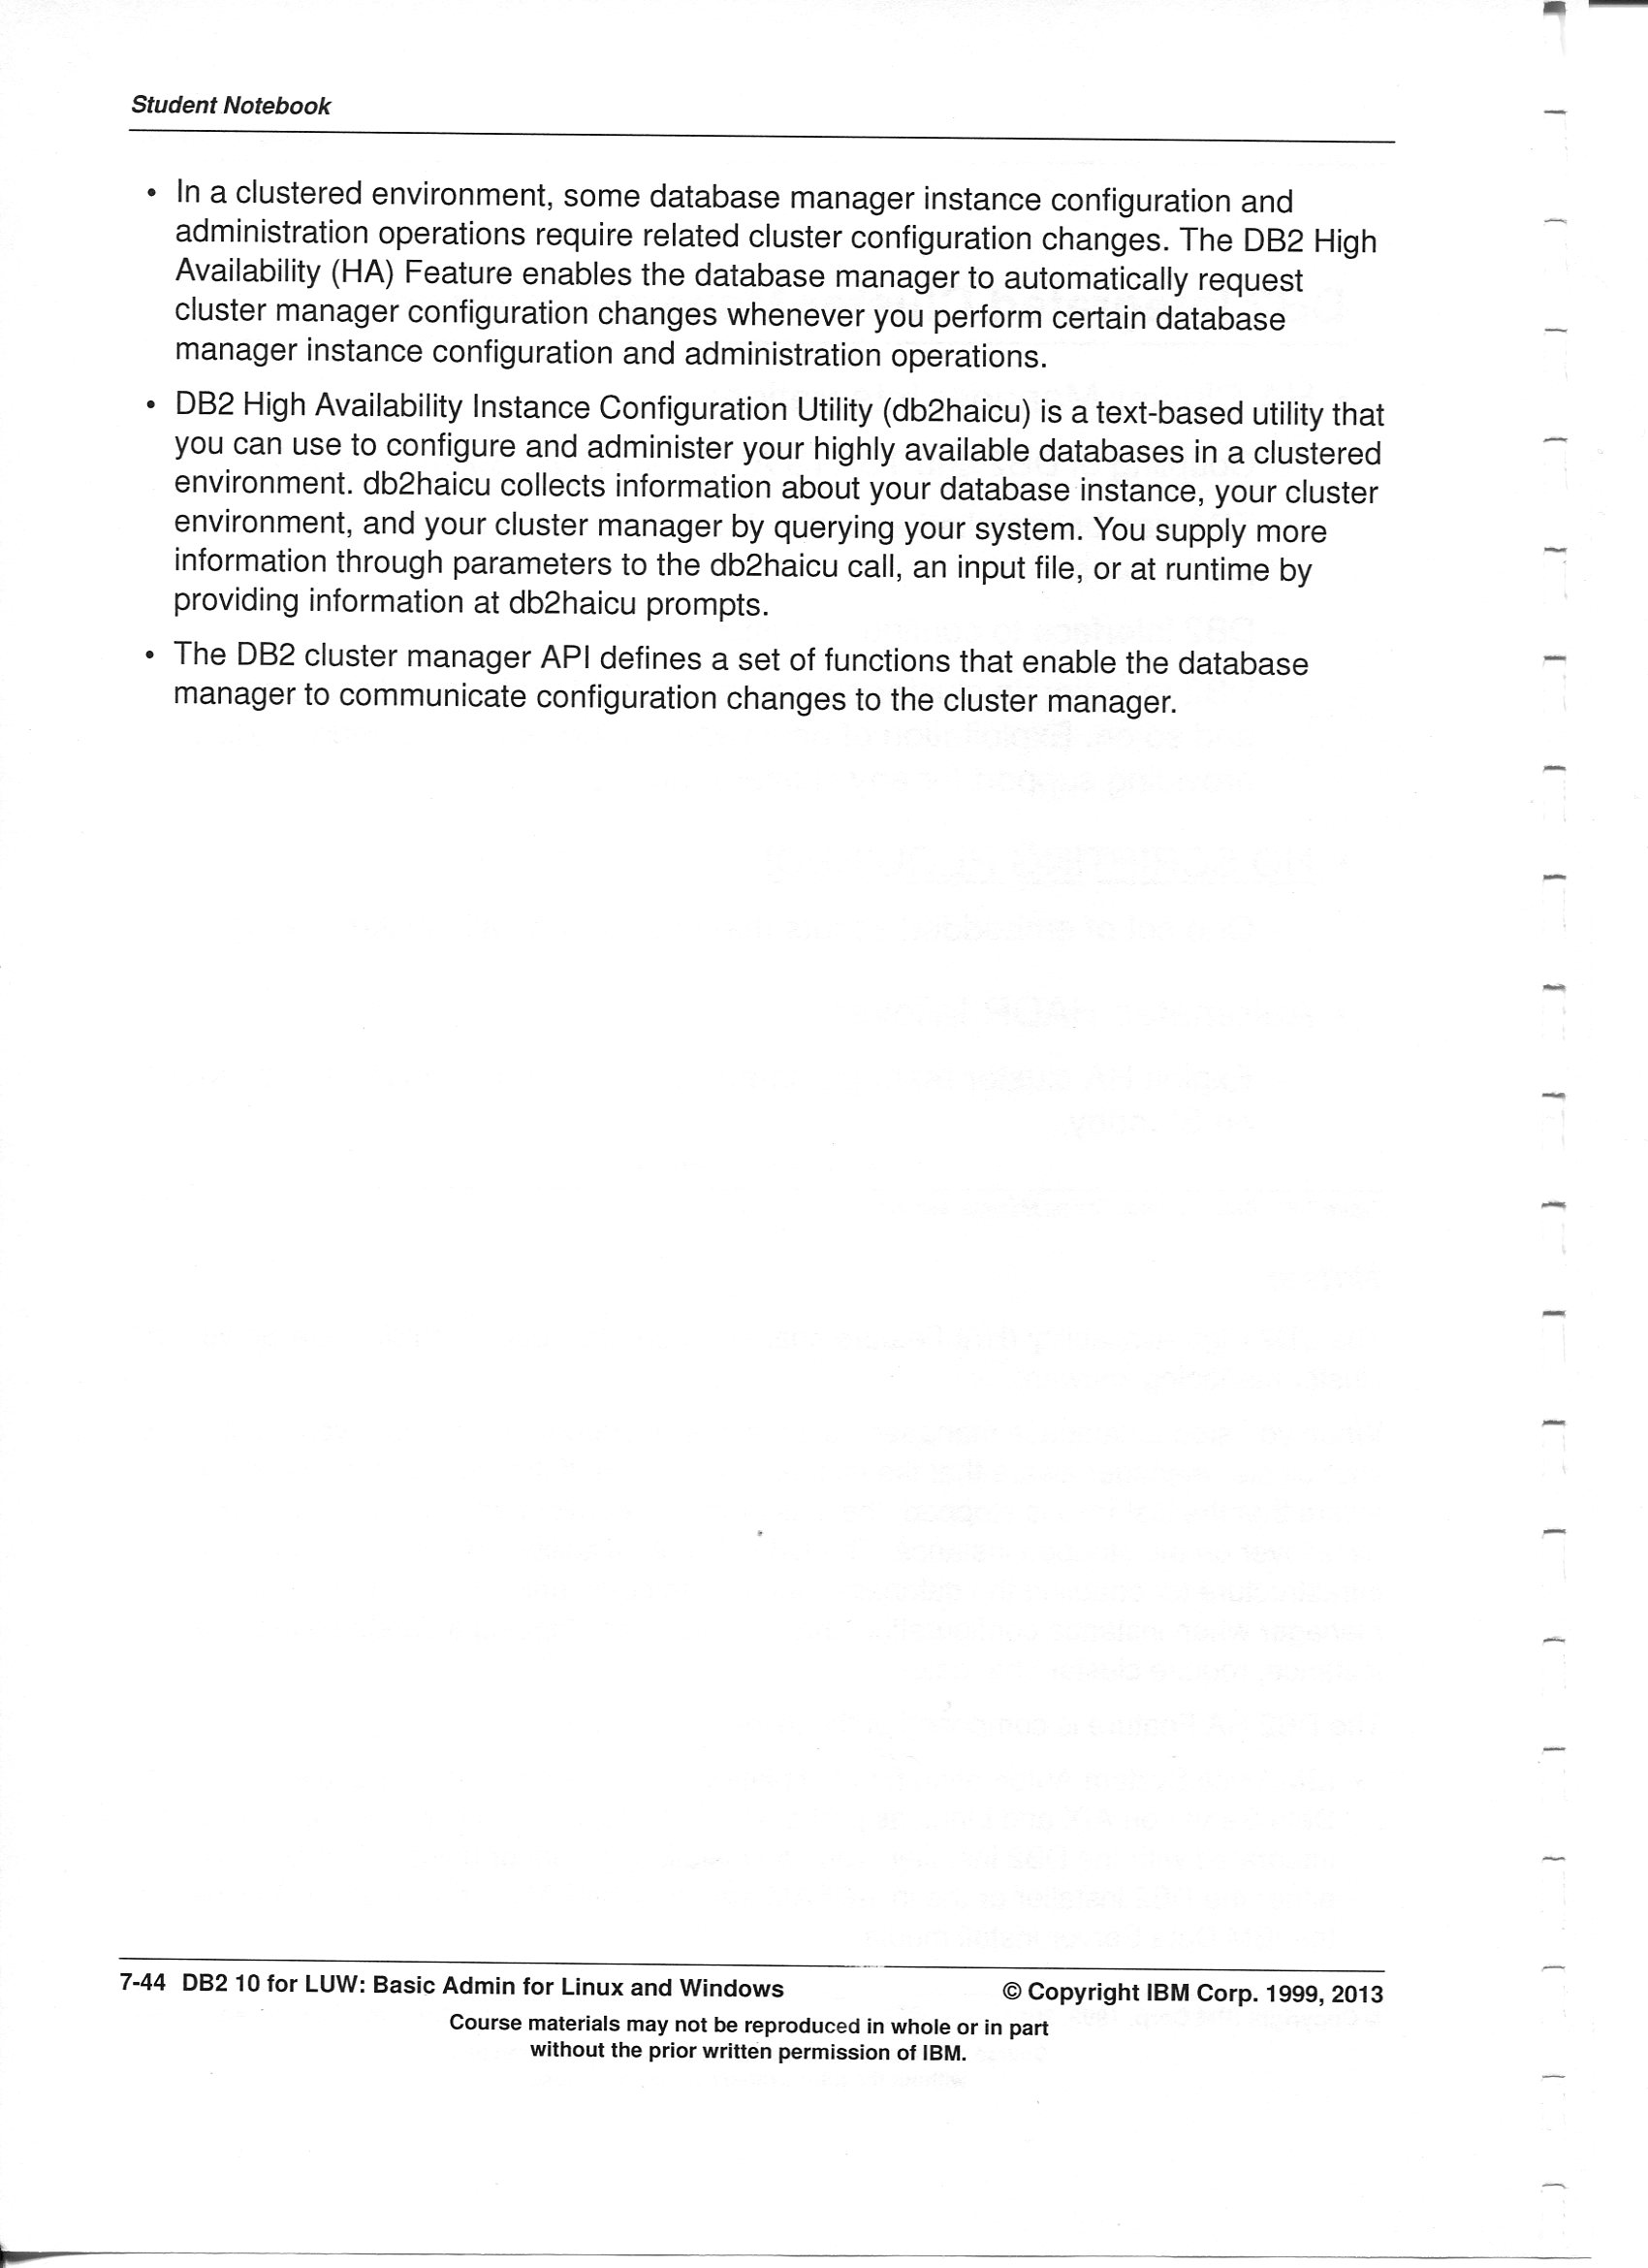 Student Notebook
• In a clustered environment, some database manager instance configuration and
administration operations require related cluster configuration changes. The DB2 High
Availability (HA) Feature enables the database manager to automatically request
cluster manager configuration changes whenever you perform certain database
manager instance configuration and administration operations.
• DB2 High Availability Instance Configuration Utility (db2haicu) is a text-based utility that
you can use to configure and administer your highly available databases in a clustered
environment. db2haicu collects information about your database instance, your cluster
environment, and your cluster manager by querying your system. You supply more
information through parameters to the db2haicu call, an input file, or at runtime by
providing information at db2haicu prompts.
• The DB2 cluster manager API defines a set of functions that enable the database
manager to communicate configuration changes to the cluster manager.
7-44 DB2 10 for LUW: Basic Admin for Linux and Windows © Copyright IBM Corp. 1999, 2013
Course materials may not be reproduced in whole or in part
without the prior written permission of IBM.